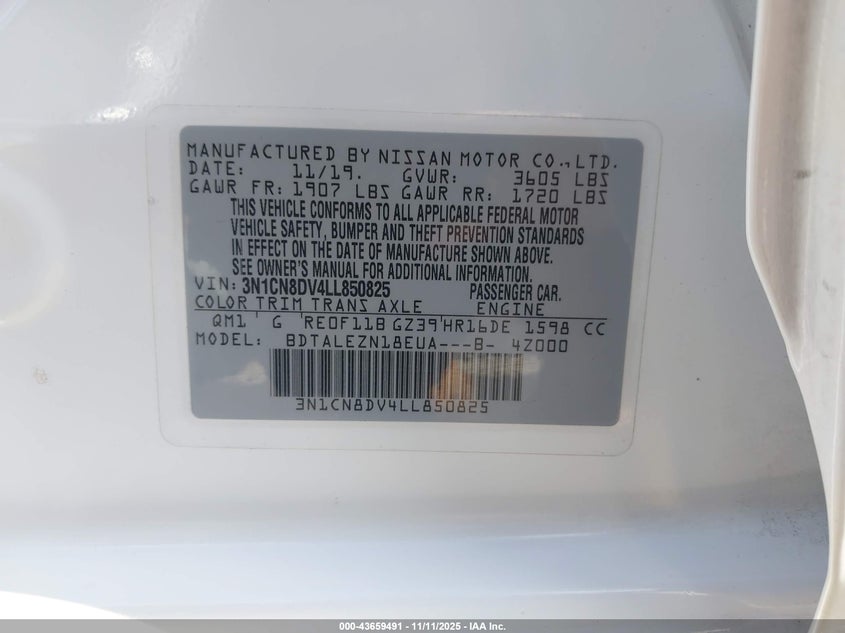 MANUFACTURED BY NISSAN MOTOR CO.,LTD.
DATE: 11/19. GVWR: 3605 LBS
GAWR FR: 1907 LBS GAWR RR: 1720 LBS
THIS VEHICLE CONFORMS TO ALL APPLICABLE FEDERAL MOTOR
VEHICLE SAFETY, BUMPER AND THEFT PREVENTION STANDARDS
IN EFFECT ON THE DATE OF MANUFACTURE SHOWN ABOVE.
SEE OWNER'S MANUAL FOR ADDITIONAL INFORMATION.
VIN: 3N1CN8DV4LL850825 PASSENGER CAR.
COLOR TRIM TRANS AXLE ENGINE
QM1 G RE0F11B GZ39 HR16DE 1598 CC
MODEL: BDTALEZN18EUA---B- 4Z000
3N1CN8DV4LL850825
000-43659491 - 11/11/2025 - IAA Inc.